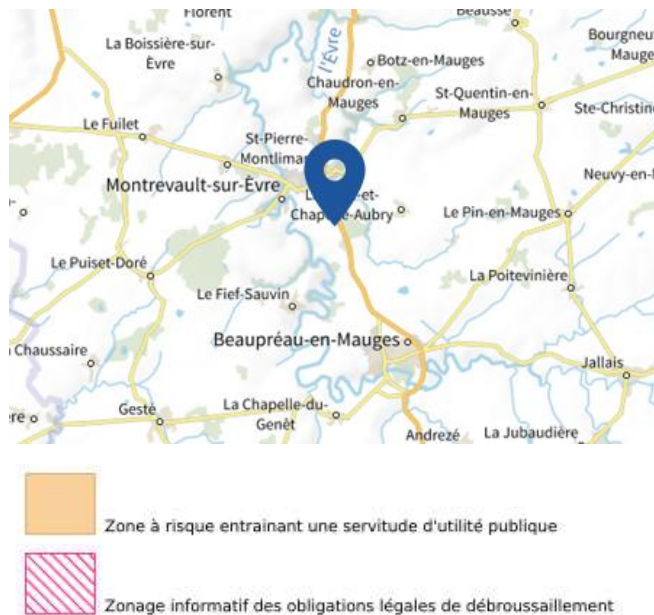 Florent
Beausse
La Boissière-sur-
Èvre
l'Èvre
Botz-en-Mauges
Bourgneuf
Mauge
Chaudron-en-
Mauges
St-Quentin-en-
Mauges
Ste-Christine
Le Fuilet
St-Pierre-
Montlimar
Neuvy-en-
Montrevault-sur-Èvre
-et-
Chapelle-Aubry
Le Pin-en-Mauges
Le Puiset-Doré
La Poitevinière
Le Fief-Sauvin
Beaupréau-en-Mauges
Chaussaire
Jallais
Gesté
La Chapelle-du-
Genêt
Andrezé
La Jubaudière
Zone à risque entrainant une servitude d'utilité publique
Zonage informatif des obligations légales de débroussaillement